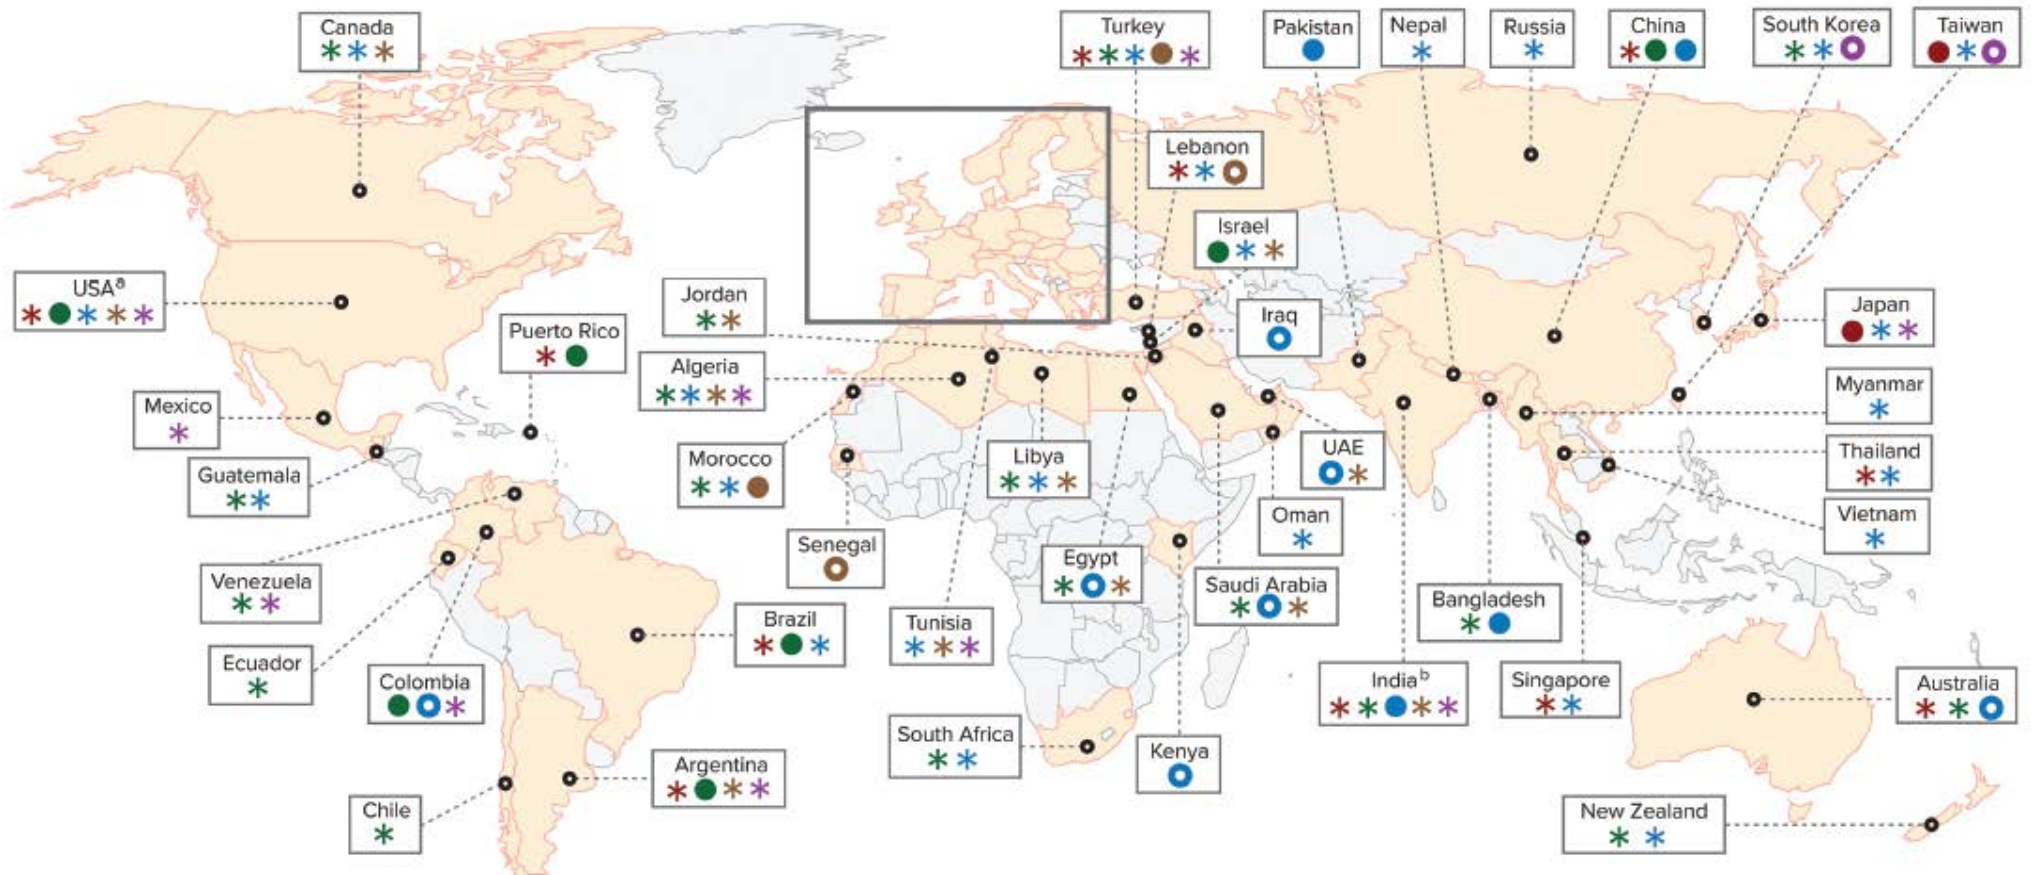 Canada
Turkey
Pakistan
Nepal
Russia
China
South Korea
Taiwan
Lebanon
Israel
USAª
Jordan
Iraq
Japan
Puerto Rico
Algeria
Myanmar
Mexico
Morocco
Libya
UAE
Thailand
Guatemala
Oman
Vietnam
Senegal
Egypt
Venezuela
Saudi Arabia
Bangladesh
Brazil
Tunisia
Ecuador
Colombia
Indiaᵇ
Singapore
Australia
South Africa
Kenya
Argentina
Chile
New Zealand